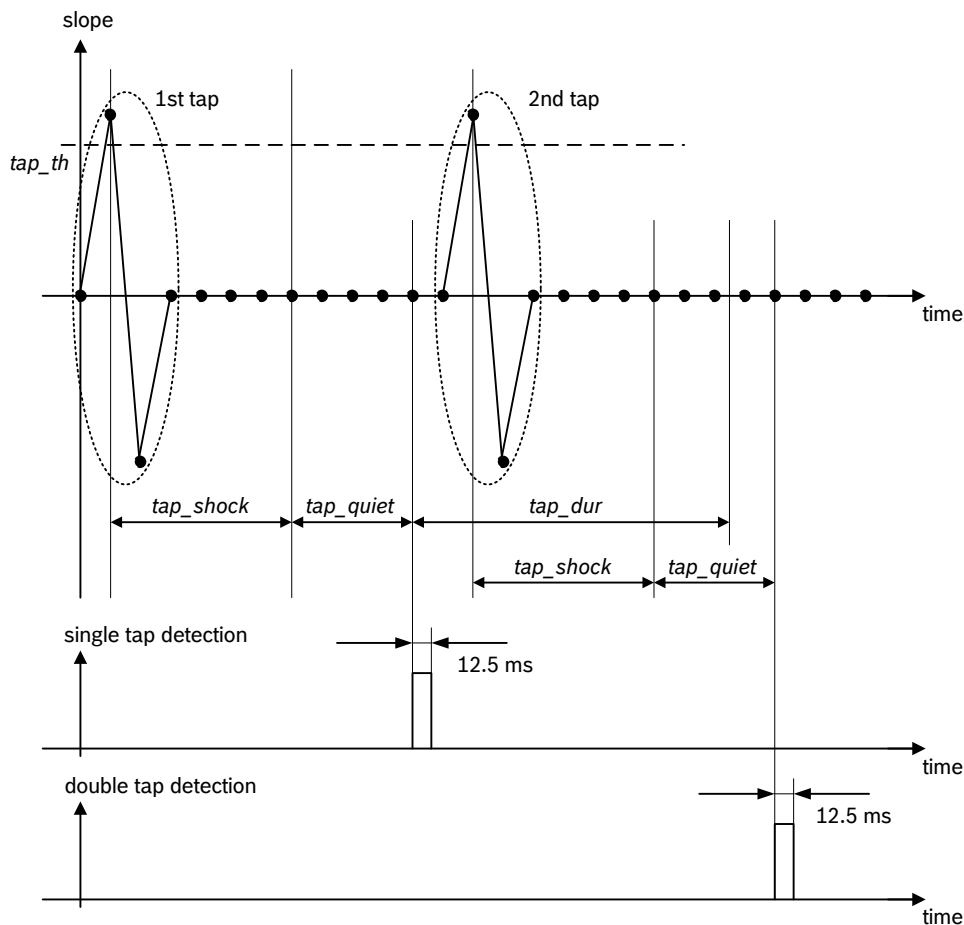 slope
1st tap
2nd tap
tap_th
time
tap_shock
tap_quiet
tap_dur
tap_shock
tap_quiet
single tap detection
12.5 ms
time
double tap detection
12.5 ms
time